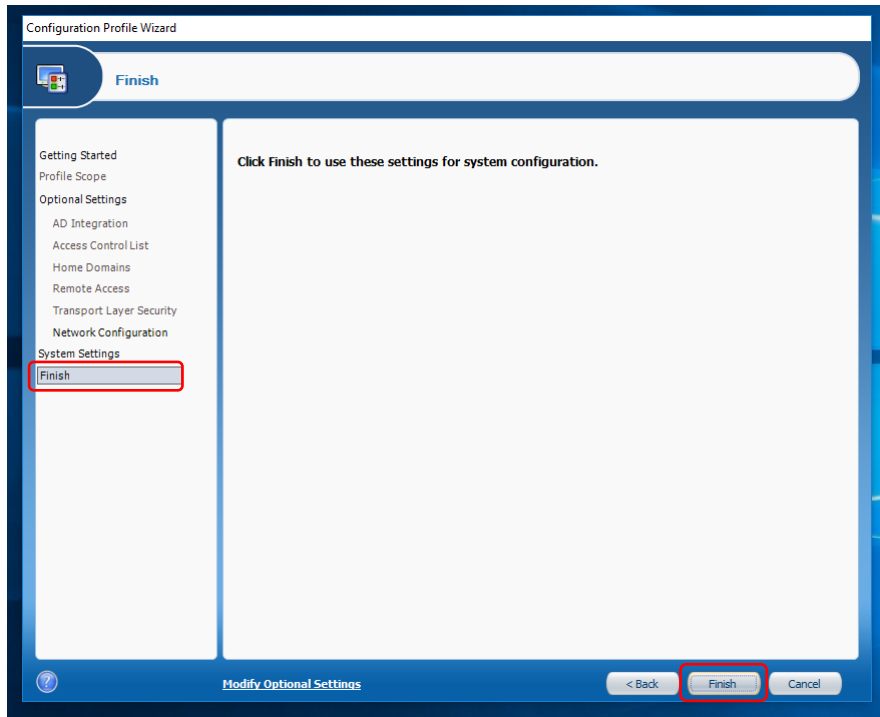 Configuration Profile Wizard
Finish
Getting Started
Profile Scope
Optional Settings
AD Integration
Access Control List
Home Domains
Remote Access
Transport Layer Security
Network Configuration
System Settings
Finish
Click Finish to use these settings for system configuration.
?
Modify Optional Settings
< Back
Finish
Cancel